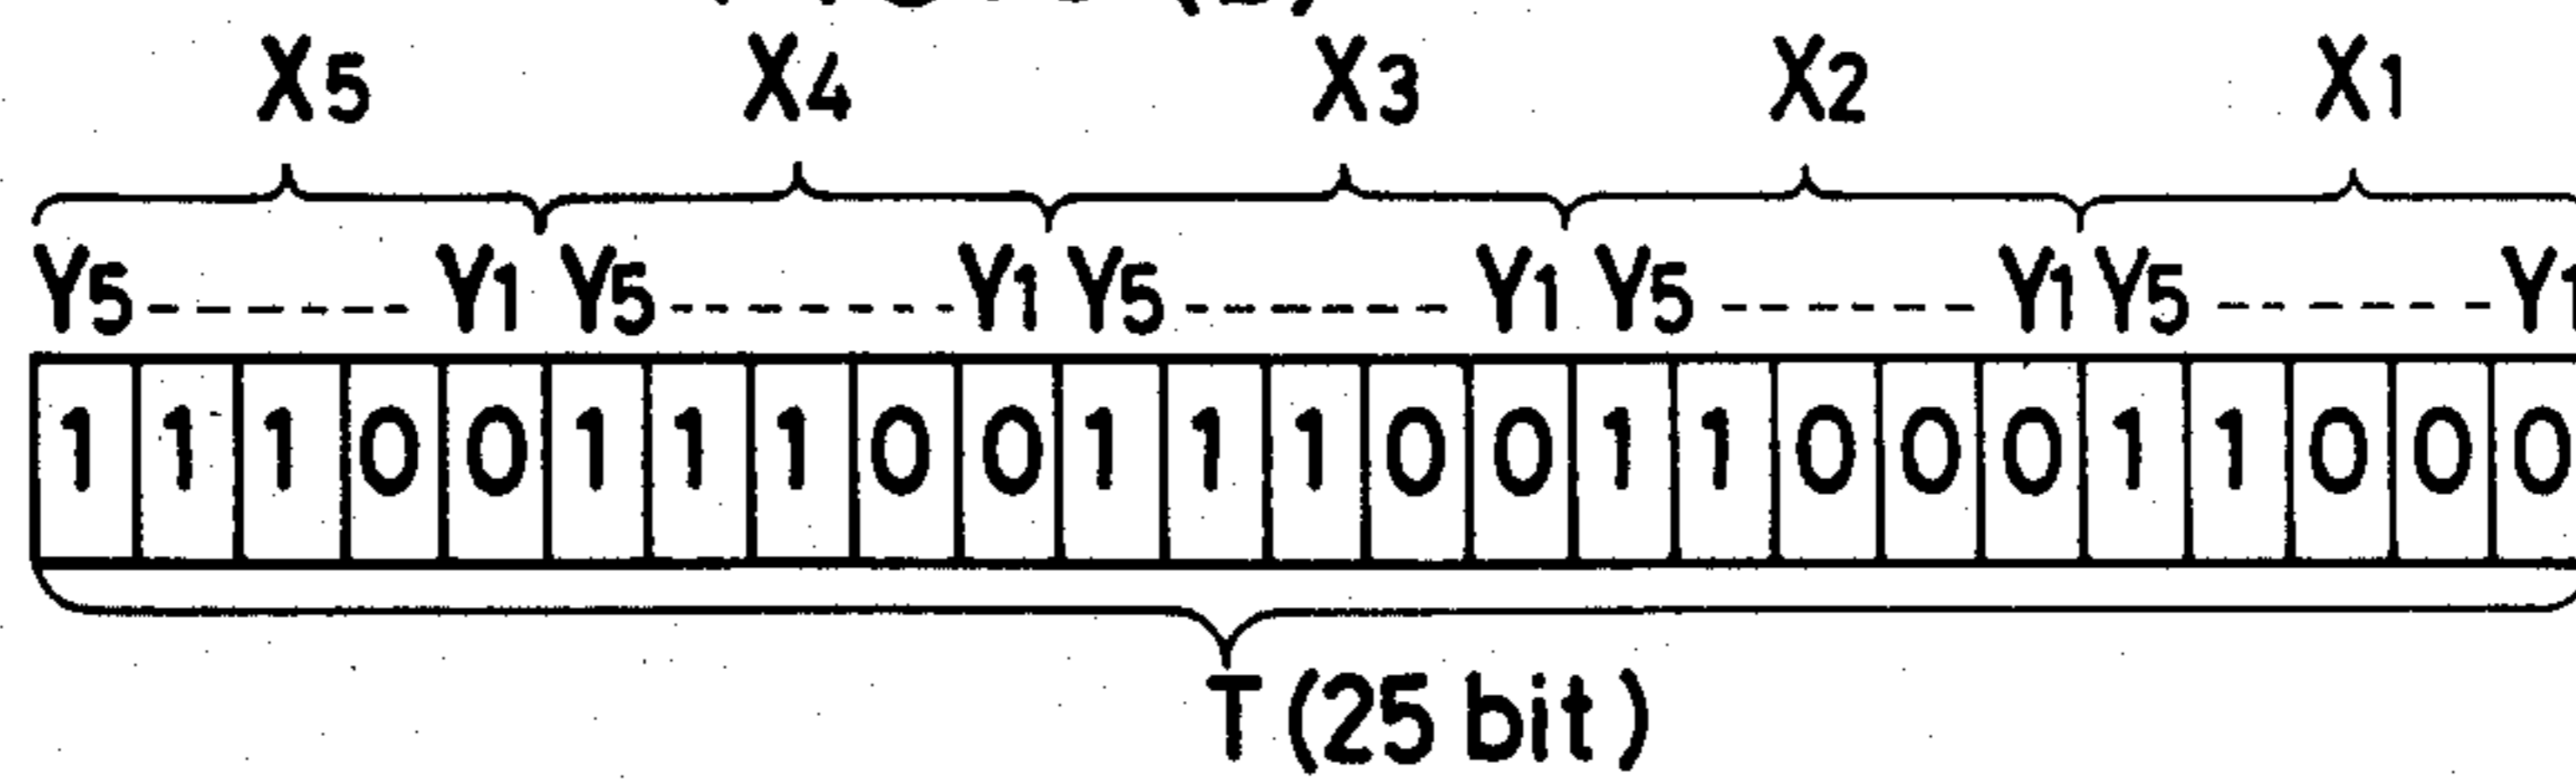 X5 X4 X3 X2 X1
Y5-------Y1 Y5-------Y1 Y5-------Y1 Y5-------Y1 Y5-------Y1
1 1 1 0 0 1 1 1 0 0 1 1 1 0 0 1 1 0 0 0 1 1 0 0 0
T (25 bit)